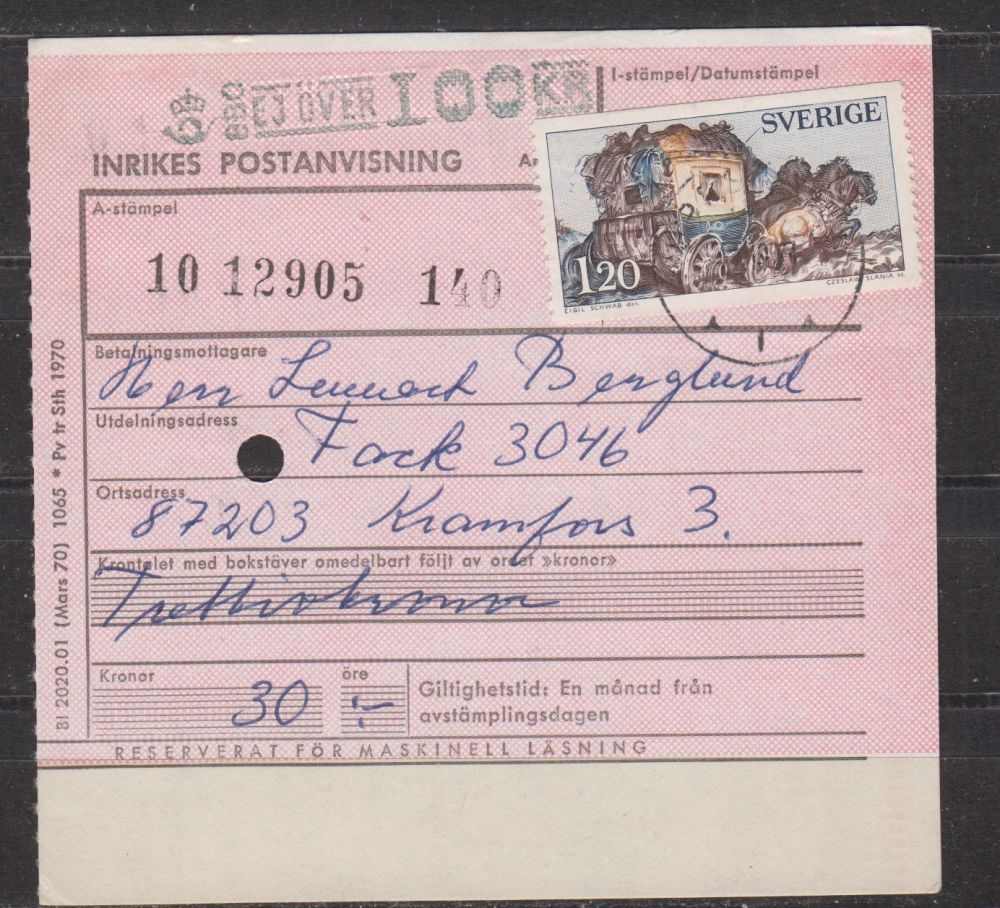 EJ ÖVER 100 KR
I-stämpel/Datumstämpel
INRIKES POSTANVISNING
SVERIGE
1.20
EIGIL SCHWAB del.
CZESLAW SLANIA sc.
A-stämpel
10 12905 140
Betalningsmottagare
Herr Lennart Berglund
Utdelningsadress
Fack 3046
Ortsadress
87203 Kramfors 3.
Krontalet med bokstäver omedelbart följt av ordet »kronor»
Trettiokronor
Kronor
öre
30 :-
Giltighetstid: En månad från
avstämplingsdagen
RESERVERAT FÖR MASKINELL LÄSNING
Bl 2020.01 (Mars 70) 1065 * Pv tr Sth 1970